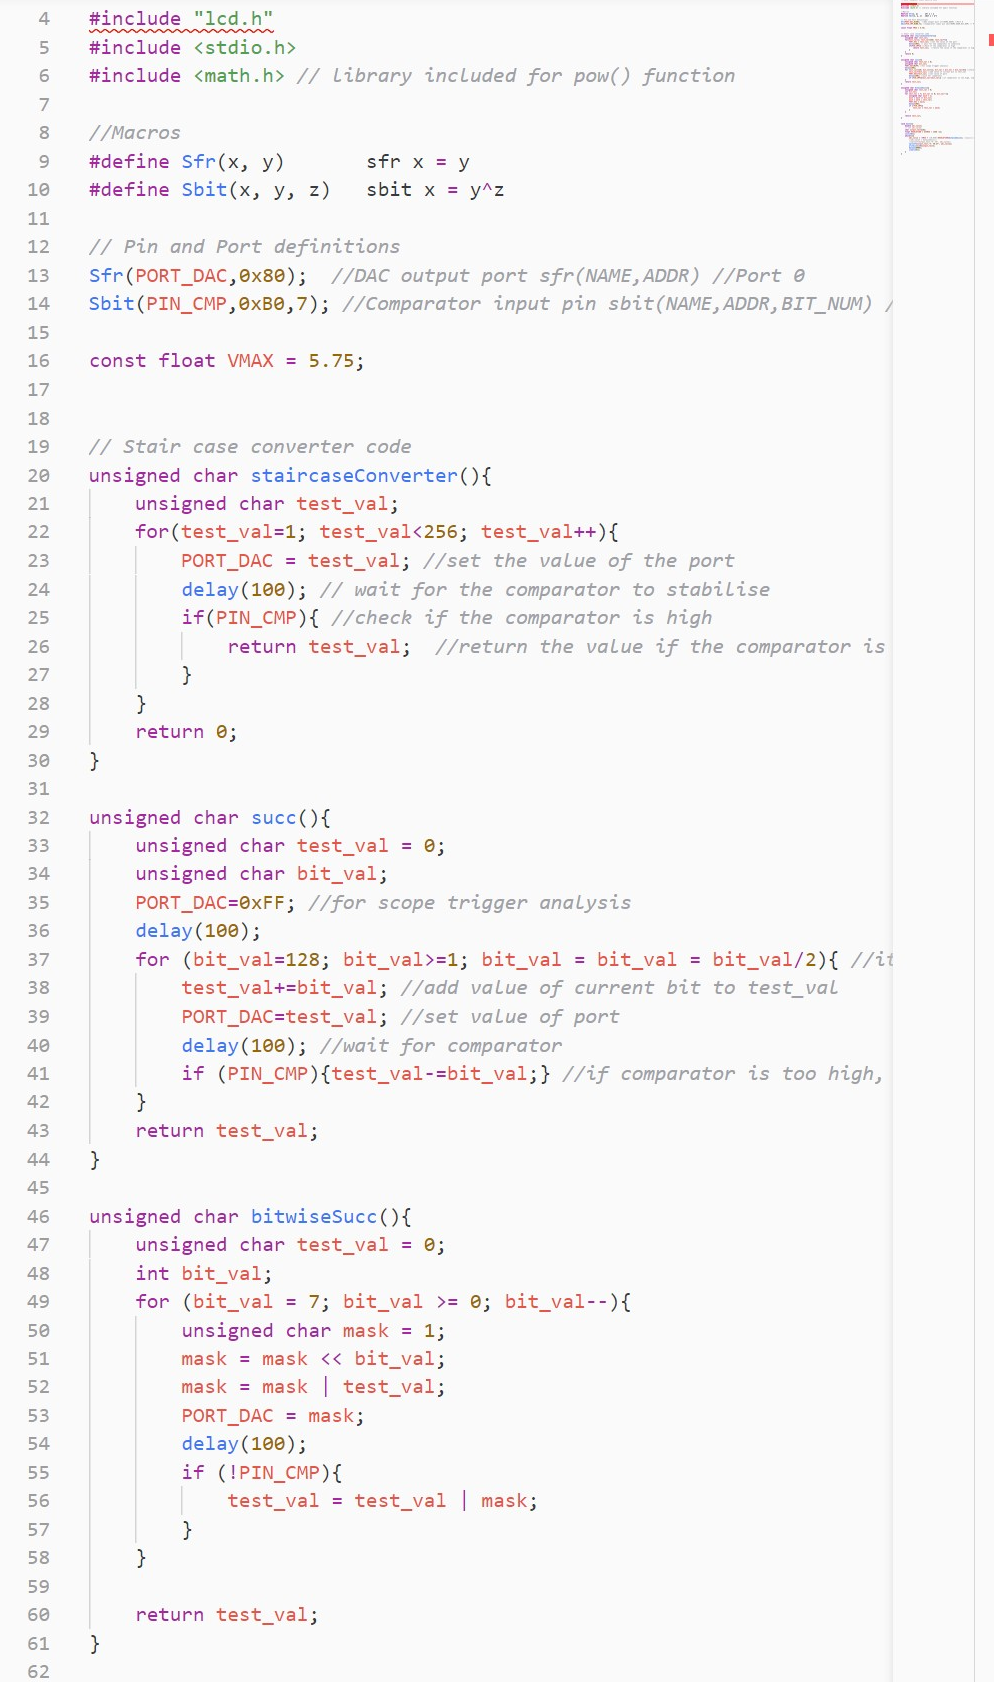 4 #include "lcd.h"
5 #include <stdio.h>
6 #include <math.h> // library included for pow() function
7
8 //Macros
9 #define Sfr(x, y)       sfr x = y
10 #define Sbit(x, y, z)   sbit x = y^z
11
12 // Pin and Port definitions
13 Sfr(PORT_DAC,0x80);  //DAC output port sfr(NAME,ADDR) //Port 0
14 Sbit(PIN_CMP,0xB0,7); //Comparator input pin sbit(NAME,ADDR,BIT_NUM) /
15
16 const float VMAX = 5.75;
17
18
19 // Stair case converter code
20 unsigned char staircaseConverter(){
21     unsigned char test_val;
22     for(test_val=1; test_val<256; test_val++){
23         PORT_DAC = test_val; //set the value of the port
24         delay(100); // wait for the comparator to stabilise
25         if(PIN_CMP){ //check if the comparator is high
26             return test_val;  //return the value if the comparator is
27         }
28     }
29     return 0;
30 }
31
32 unsigned char succ(){
33     unsigned char test_val = 0;
34     unsigned char bit_val;
35     PORT_DAC=0xFF; //for scope trigger analysis
36     delay(100);
37     for (bit_val=128; bit_val>=1; bit_val = bit_val = bit_val/2){ //it
38         test_val+=bit_val; //add value of current bit to test_val
39         PORT_DAC=test_val; //set value of port
40         delay(100); //wait for comparator
41         if (PIN_CMP){test_val-=bit_val;} //if comparator is too high,
42     }
43     return test_val;
44 }
45
46 unsigned char bitwiseSucc(){
47     unsigned char test_val = 0;
48     int bit_val;
49     for (bit_val = 7; bit_val >= 0; bit_val--){
50         unsigned char mask = 1;
51         mask = mask << bit_val;
52         mask = mask | test_val;
53         PORT_DAC = mask;
54         delay(100);
55         if (!PIN_CMP){
56             test_val = test_val | mask;
57         }
58     }
59
60     return test_val;
61 }
62